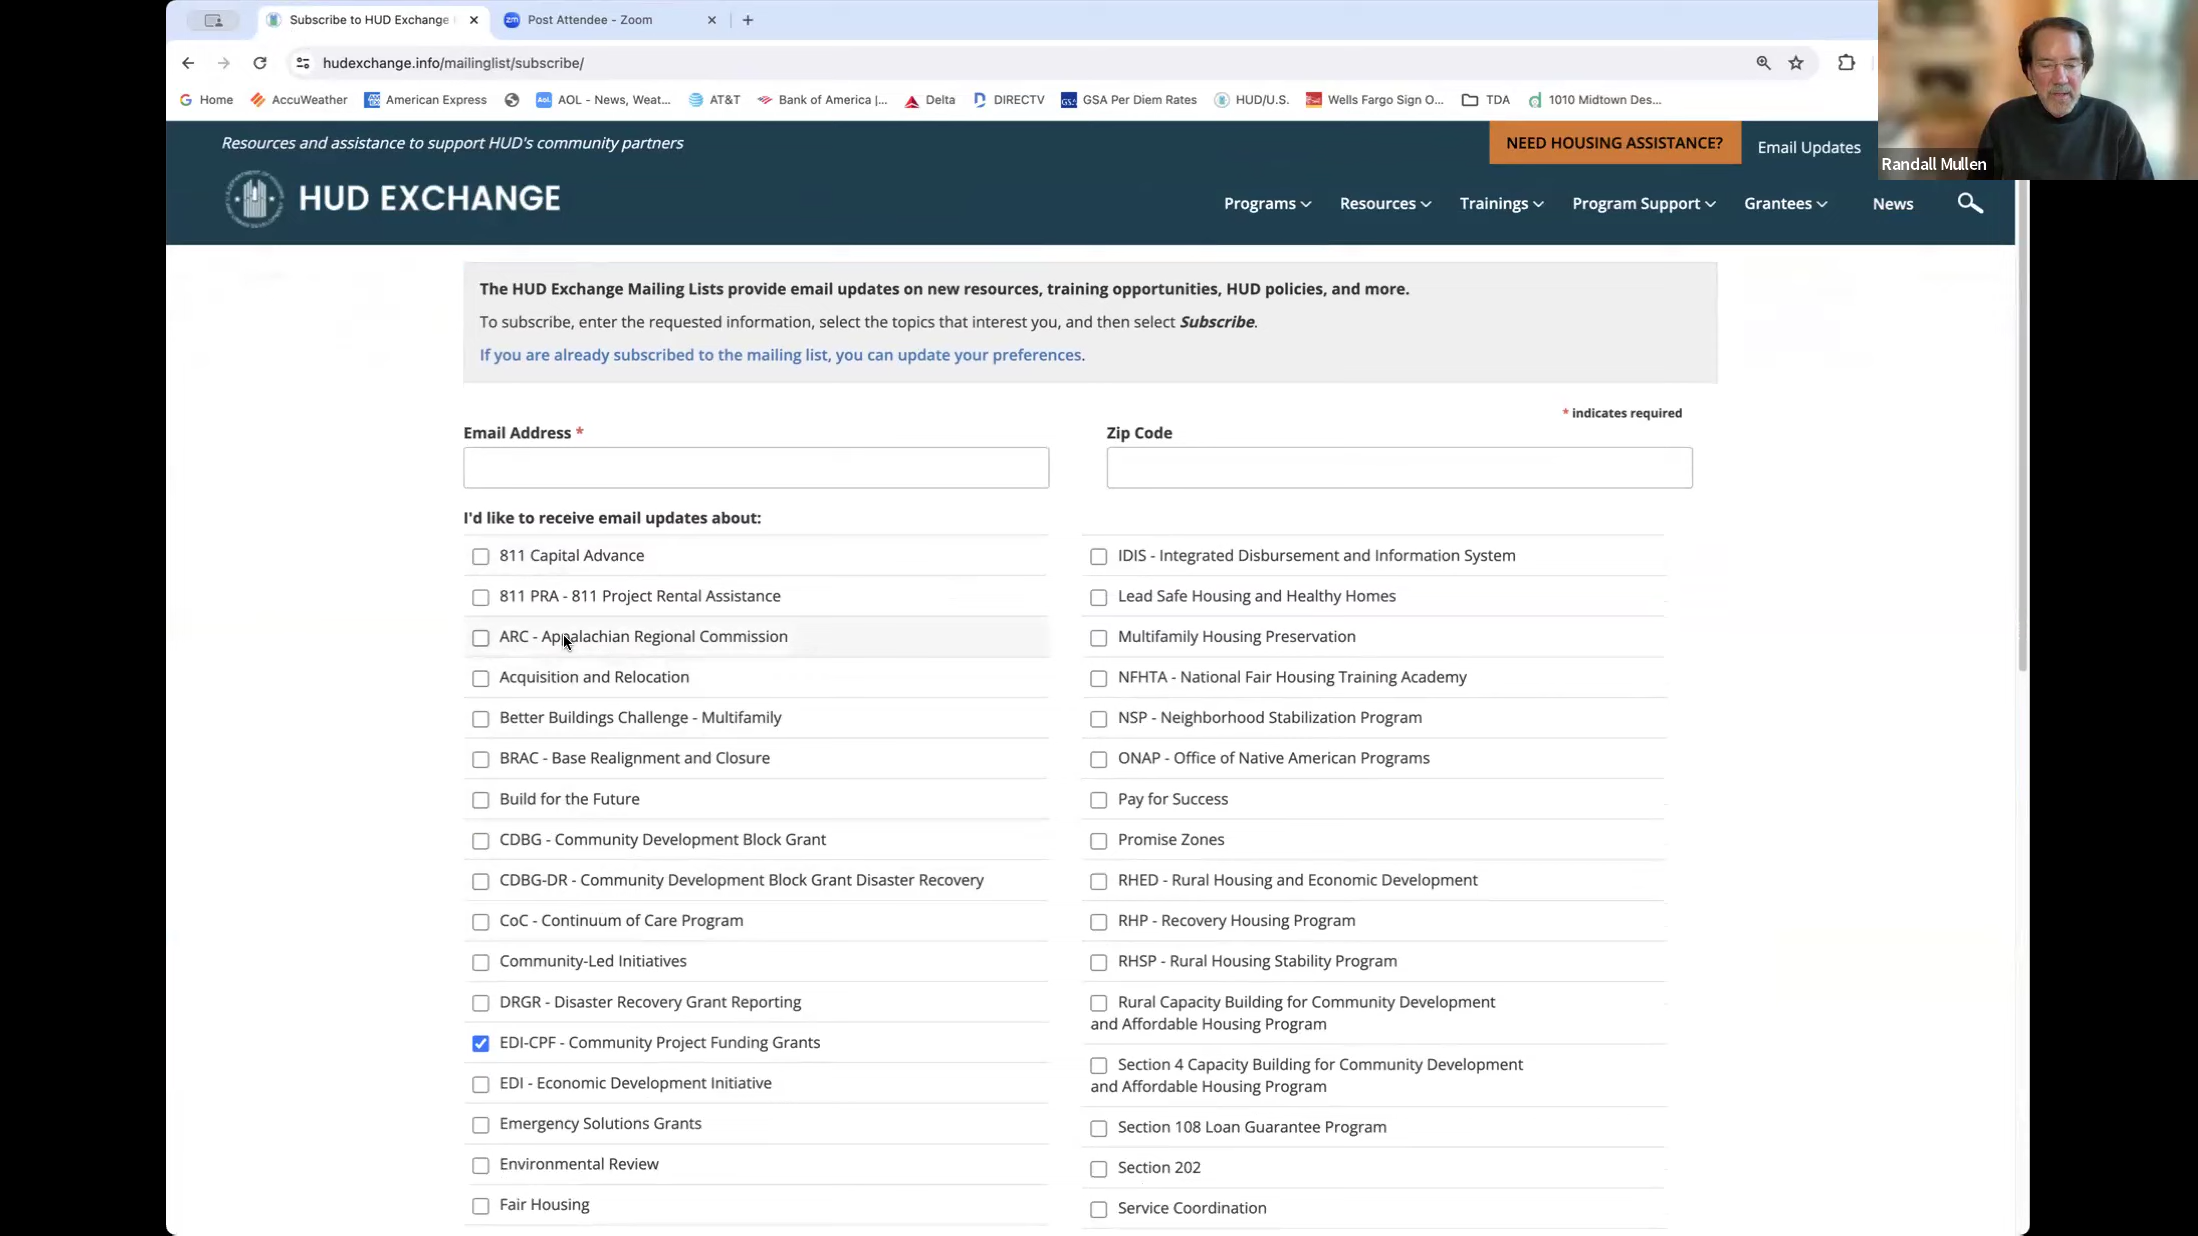 Subscribe to HUD Exchange
Post Attendee - Zoom
hudexchange.info/mailinglist/subscribe/
Home
AccuWeather
American Express
AOL - News, Weat...
AT&T
Bank of America |...
Delta
DIRECTV
GSA Per Diem Rates
HUD/U.S.
Wells Fargo Sign O...
TDA
1010 Midtown Des...
Randall Mullen
Resources and assistance to support HUD's community partners
NEED HOUSING ASSISTANCE?
Email Updates
HUD EXCHANGE
Programs
Resources
Trainings
Program Support
Grantees
News
The HUD Exchange Mailing Lists provide email updates on new resources, training opportunities, HUD policies, and more.
To subscribe, enter the requested information, select the topics that interest you, and then select Subscribe.
If you are already subscribed to the mailing list, you can update your preferences.
* indicates required
Email Address *
Zip Code
I'd like to receive email updates about:
811 Capital Advance
811 PRA - 811 Project Rental Assistance
ARC - Appalachian Regional Commission
Acquisition and Relocation
Better Buildings Challenge - Multifamily
BRAC - Base Realignment and Closure
Build for the Future
CDBG - Community Development Block Grant
CDBG-DR - Community Development Block Grant Disaster Recovery
CoC - Continuum of Care Program
Community-Led Initiatives
DRGR - Disaster Recovery Grant Reporting
EDI-CPF - Community Project Funding Grants
EDI - Economic Development Initiative
Emergency Solutions Grants
Environmental Review
Fair Housing
IDIS - Integrated Disbursement and Information System
Lead Safe Housing and Healthy Homes
Multifamily Housing Preservation
NFHTA - National Fair Housing Training Academy
NSP - Neighborhood Stabilization Program
ONAP - Office of Native American Programs
Pay for Success
Promise Zones
RHED - Rural Housing and Economic Development
RHP - Recovery Housing Program
RHSP - Rural Housing Stability Program
Rural Capacity Building for Community Development
and Affordable Housing Program
Section 4 Capacity Building for Community Development
and Affordable Housing Program
Section 108 Loan Guarantee Program
Section 202
Service Coordination